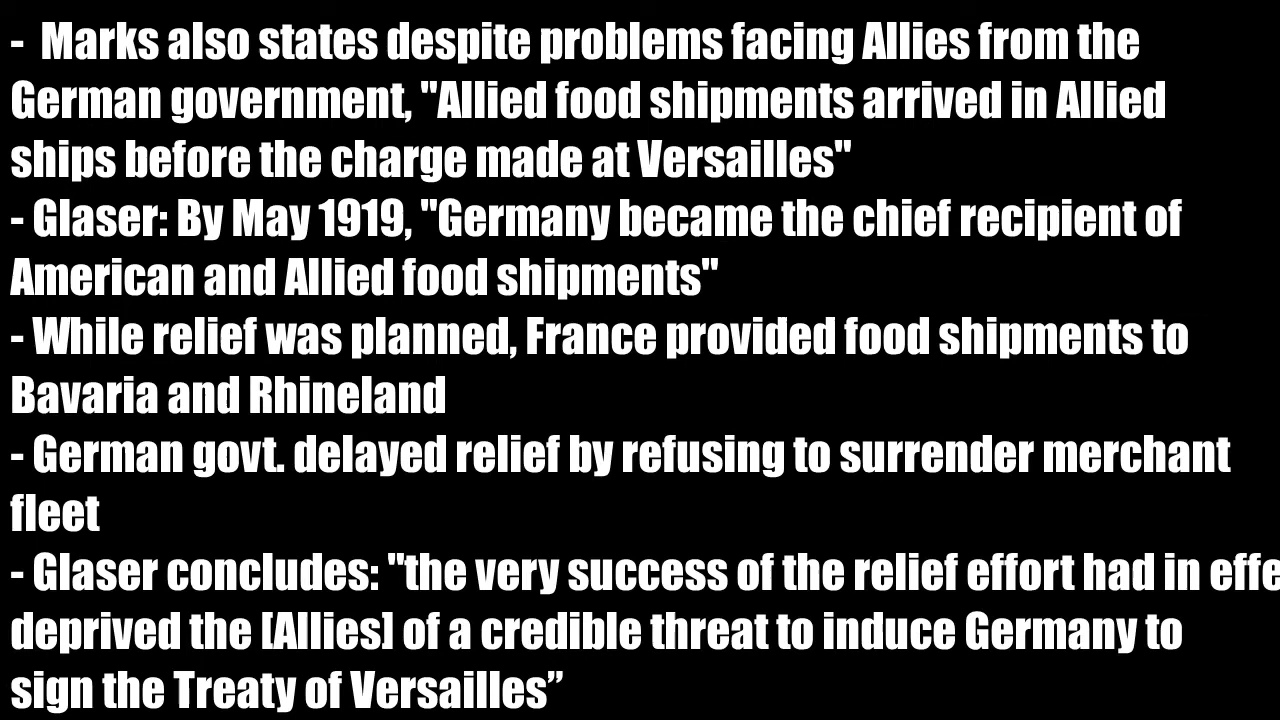 -  Marks also states despite problems facing Allies from the
German government, "Allied food shipments arrived in Allied
ships before the charge made at Versailles"
- Glaser: By May 1919, "Germany became the chief recipient of
American and Allied food shipments"
- While relief was planned, France provided food shipments to
Bavaria and Rhineland
- German govt. delayed relief by refusing to surrender merchant
fleet
- Glaser concludes: "the very success of the relief effort had in effe
deprived the [Allies] of a credible threat to induce Germany to
sign the Treaty of Versailles”